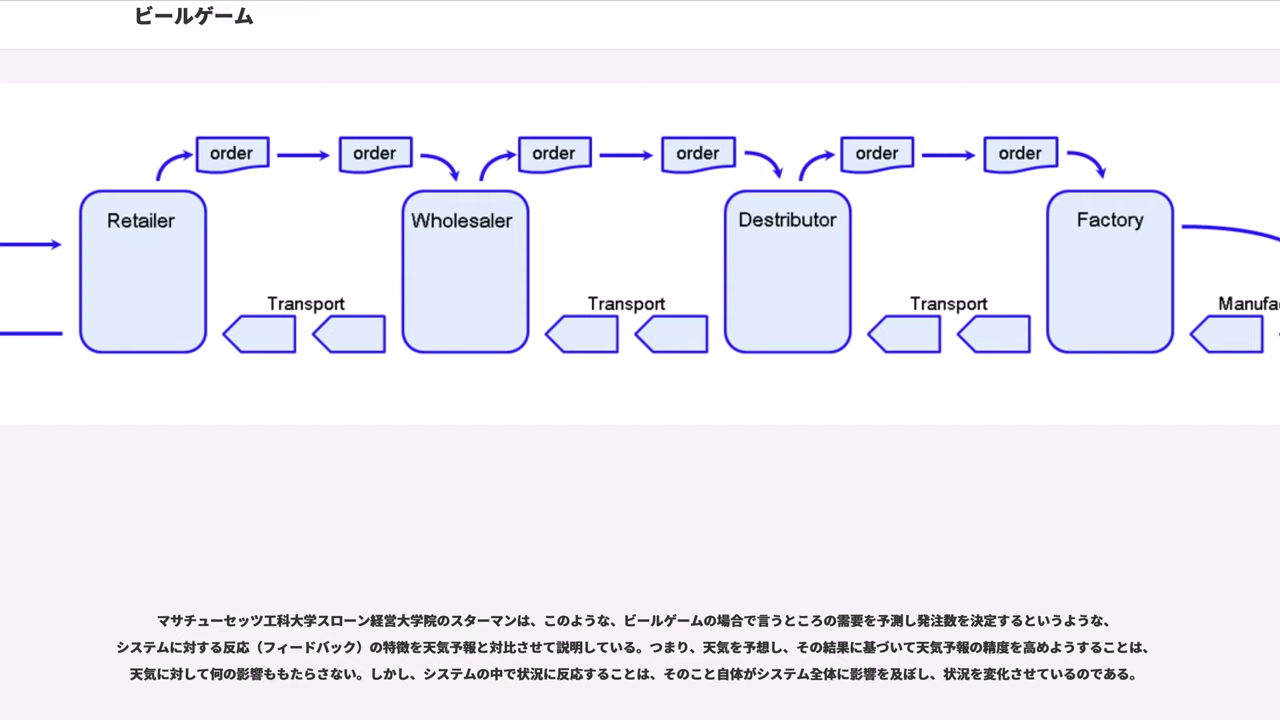 ビールゲーム
order order order order order order
Retailer Wholesaler Destributor Factory
Transport Transport Transport Manufa
マサチューセッツ工科大学スローン経営大学院のスターマンは、このような、ビールゲームの場合で言うところの需要を予測し発注数を決定するというような、
システムに対する反応（フィードバック）の特徴を天気予報と対比させて説明している。つまり、天気を予想し、その結果に基づいて天気予報の精度を高めようすることは、
天気に対して何の影響ももたらさない。しかし、システムの中で状況に反応することは、そのこと自体がシステム全体に影響を及ぼし、状況を変化させているのである。